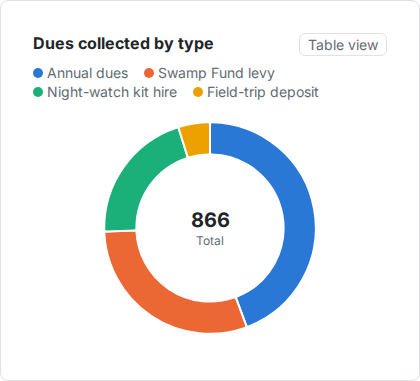 Dues collected by type
Table view
Annual dues
Swamp Fund levy
Night-watch kit hire
Field-trip deposit
866
Total